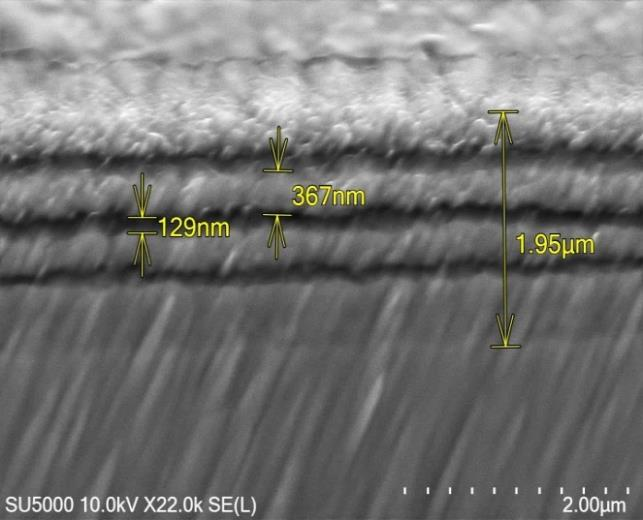 367nm
129nm
1.95µm
SU5000 10.0kV X22.0k SE(L)
2.00µm